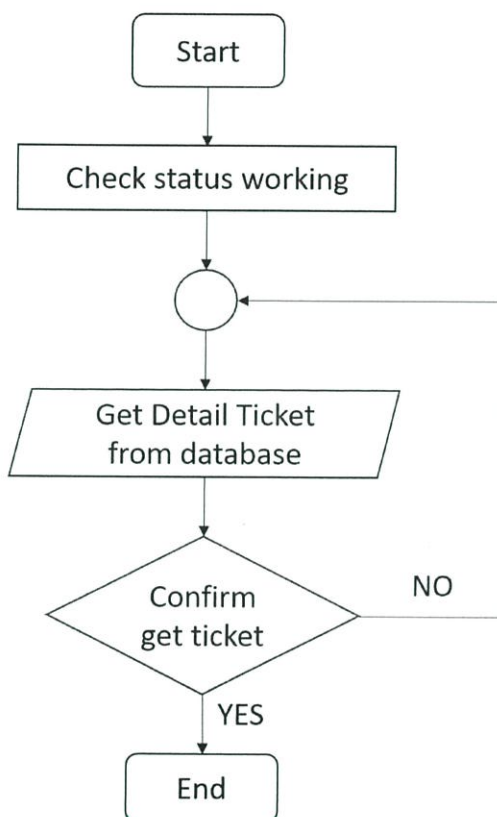 Start
Check status working
Get Detail Ticket
from database
Confirm
get ticket
NO
YES
End